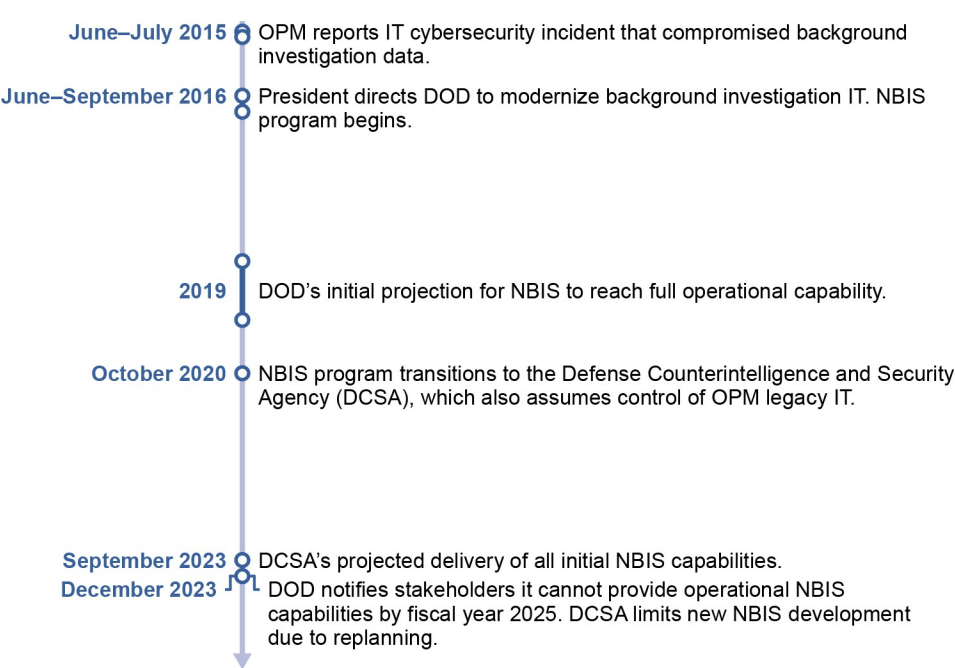 June–July 2015 OPM reports IT cybersecurity incident that compromised background
investigation data.
June–September 2016 President directs DOD to modernize background investigation IT. NBIS
program begins.
2019 DOD’s initial projection for NBIS to reach full operational capability.
October 2020 NBIS program transitions to the Defense Counterintelligence and Security
Agency (DCSA), which also assumes control of OPM legacy IT.
September 2023 DCSA’s projected delivery of all initial NBIS capabilities.
December 2023 DOD notifies stakeholders it cannot provide operational NBIS
capabilities by fiscal year 2025. DCSA limits new NBIS development
due to replanning.